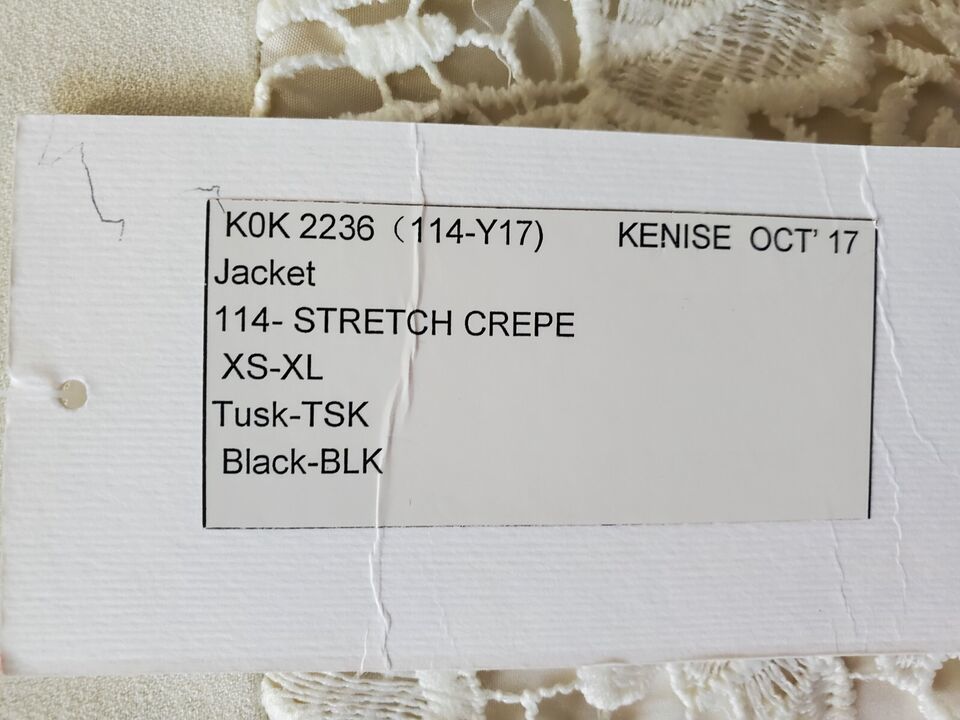 K0K 2236（114-Y17) KENISE OCT' 17
Jacket
114- STRETCH CREPE
XS-XL
Tusk-TSK
Black-BLK